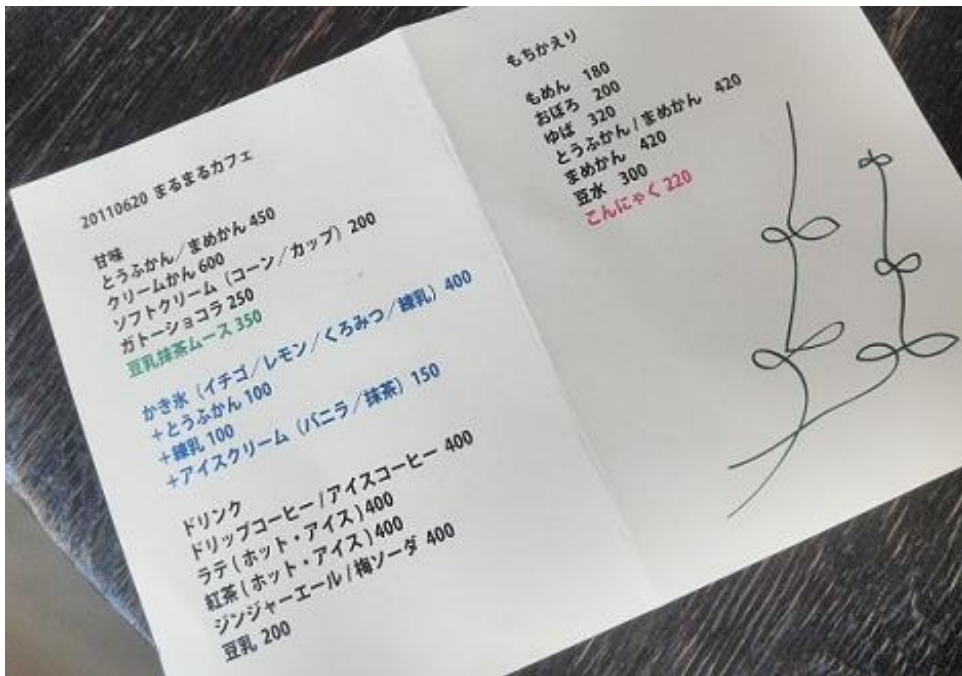 20110620 まるまるカフェ
甘味
とうふかん／まめかん 450
クリームかん 600
ソフトクリーム（コーン／カップ）200
ガトーショコラ 250
豆乳抹茶ムース 350
かき氷（イチゴ／レモン／くろみつ／練乳）400
＋とうふかん 100
＋練乳 100
＋アイスクリーム（バニラ／抹茶）150
ドリンク
ドリップコーヒー / アイスコーヒー 400
ラテ ( ホット・アイス ) 400
紅茶 ( ホット・アイス ) 400
ジンジャーエール / 梅ソーダ 400
豆乳 200
もちかえり
もめん 180
おぼろ 200
ゆば 320
とうふかん / まめかん 420
まめかん 420
豆水 300
こんにゃく 220